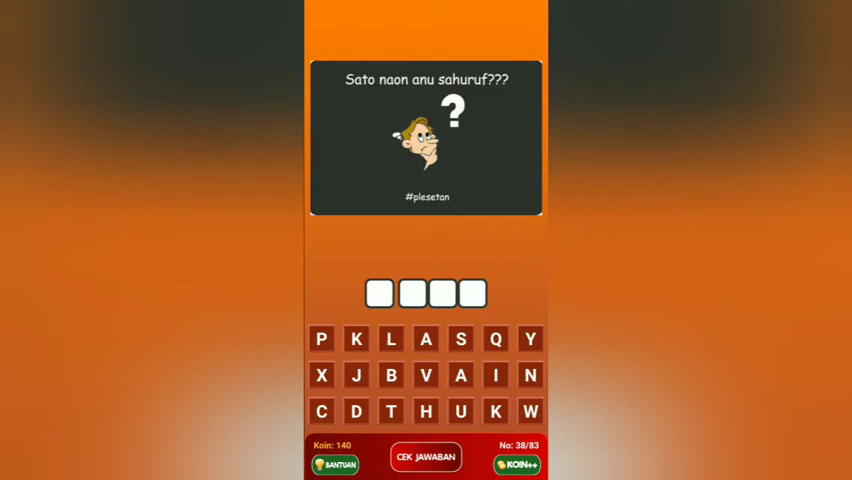 Sato naon anu sahuruf???
?
#plesetan
P K L A S Q Y
X J B V A I N
C D T H U K W
Koin: 140
No: 38/83
BANTUAN
CEK JAWABAN
KOIN++